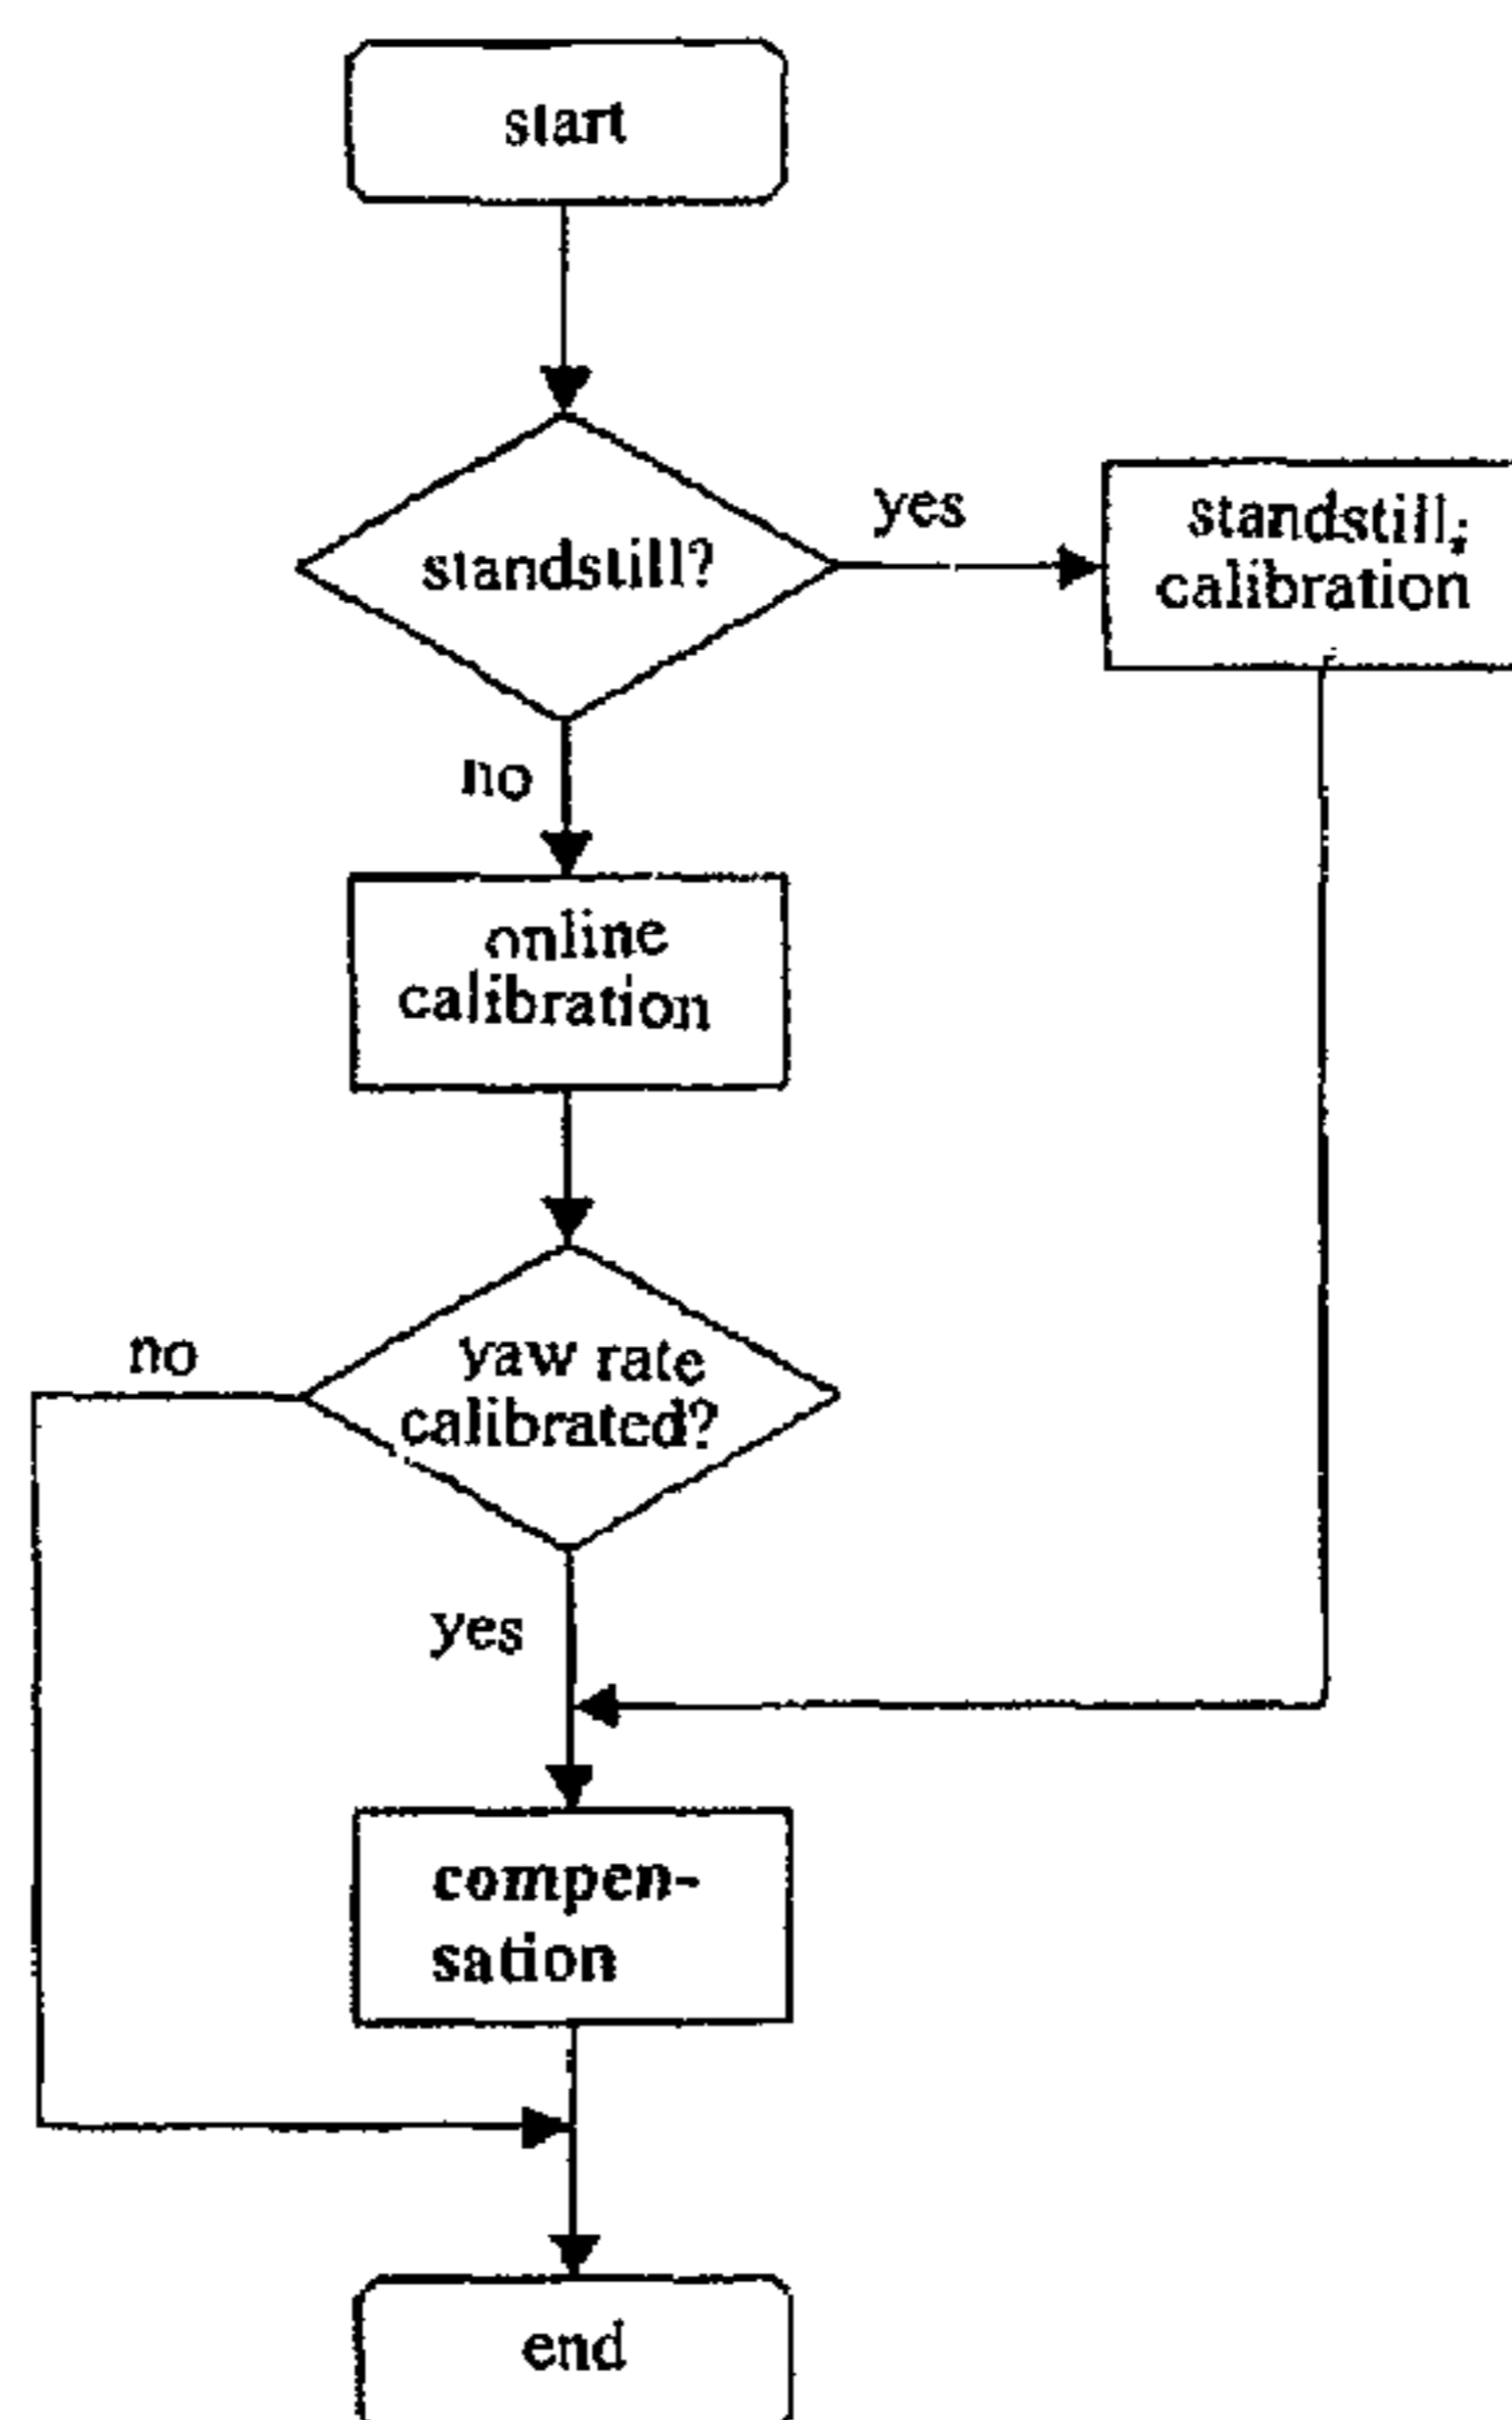 start
standstill?
yes
standstill;
calibration
no
online
calibration
no
yaw rate
calibrated?
yes
compen-
sation
end